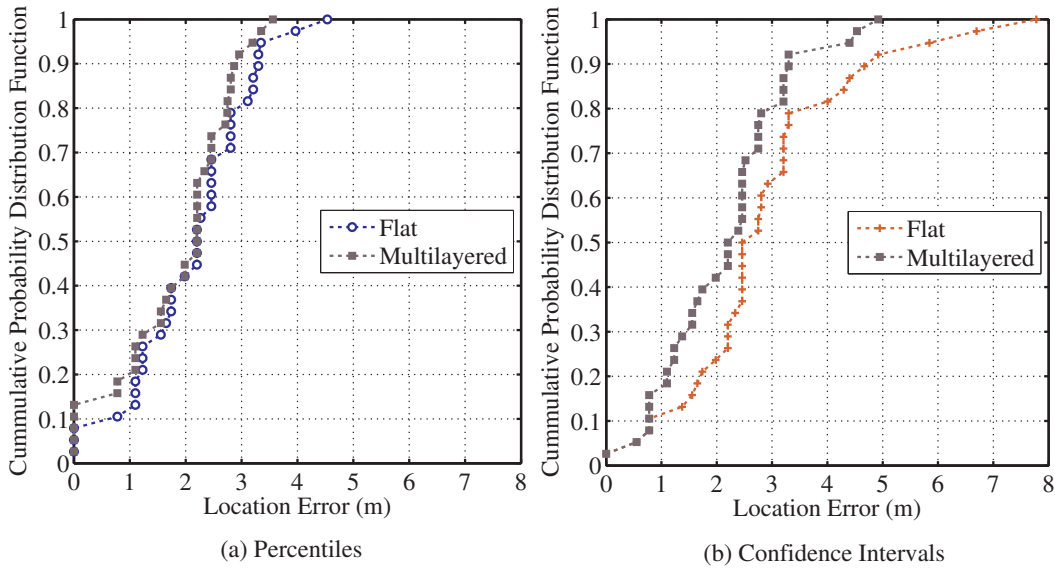 Cummulative Probability Distribution Function
1
0.9
0.8
0.7
0.6
0.5
0.4
0.3
0.2
0.1
0
0 1 2 3 4 5 6 7 8
Location Error (m)
Flat
Multilayered
(a) Percentiles
Cummulative Probability Distribution Function
1
0.9
0.8
0.7
0.6
0.5
0.4
0.3
0.2
0.1
0
0 1 2 3 4 5 6 7 8
Location Error (m)
Flat
Multilayered
(b) Confidence Intervals